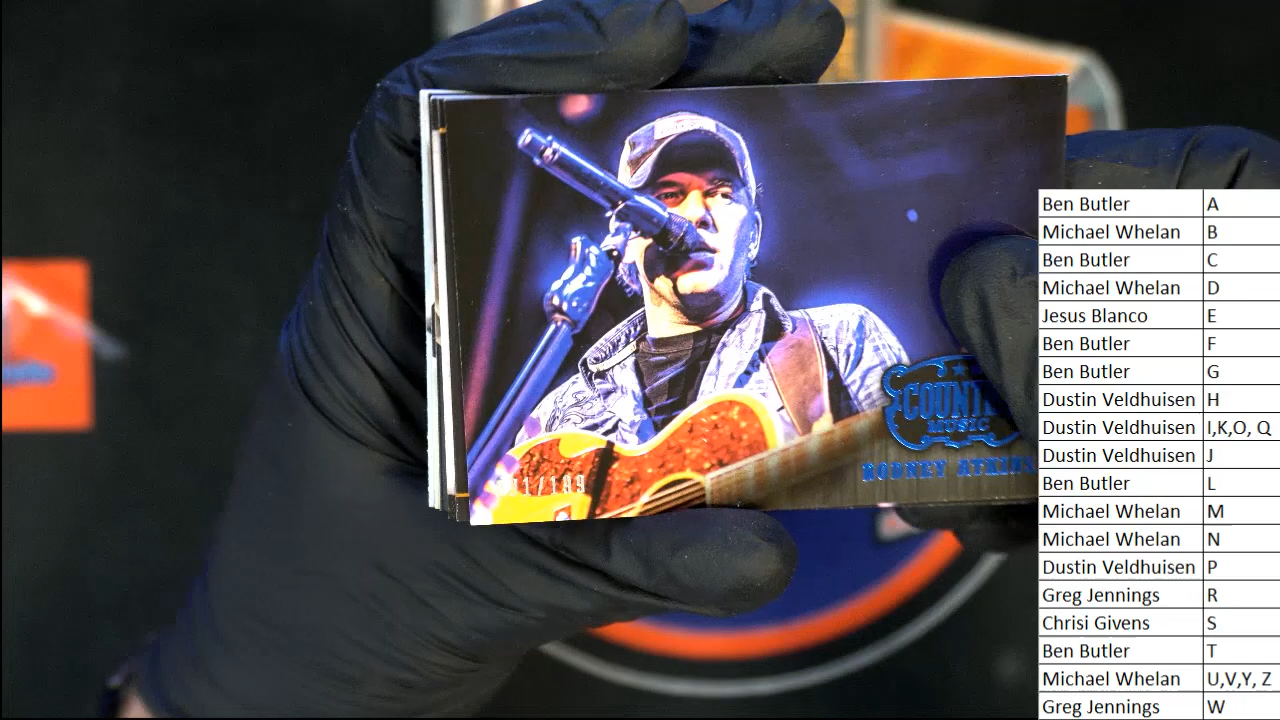 COUNT
MUSIC
RODNEY ATKINS
/199
Ben Butler A
Michael Whelan B
Ben Butler C
Michael Whelan D
Jesus Blanco E
Ben Butler F
Ben Butler G
Dustin Veldhuisen H
Dustin Veldhuisen I,K,O, Q
Dustin Veldhuisen J
Ben Butler L
Michael Whelan M
Michael Whelan N
Dustin Veldhuisen P
Greg Jennings R
Chrisi Givens S
Ben Butler T
Michael Whelan U,V,Y, Z
Greg Jennings W